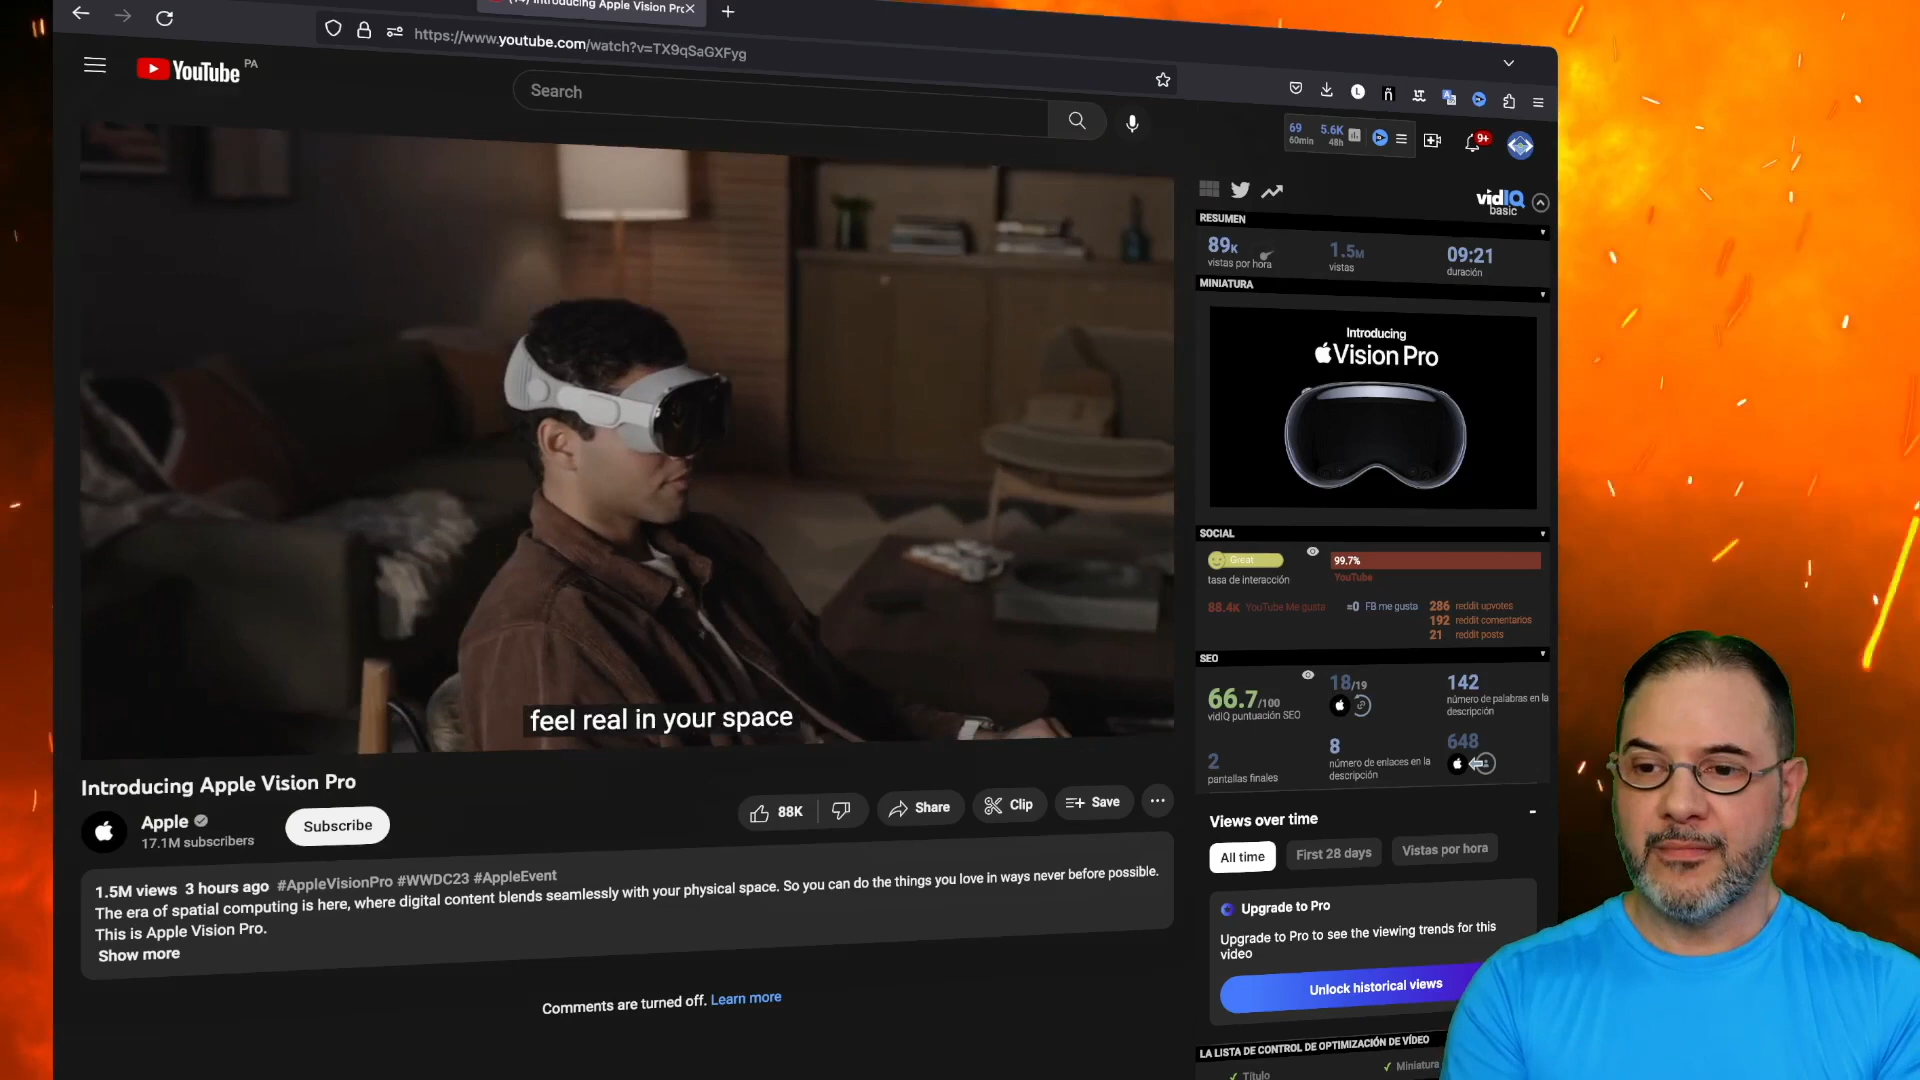 Introducing Apple Vision Pro
https://www.youtube.com/watch?v=TX9qSaGXFyg
YouTube PA
Search
69
60min
5.6K
48h
9+
vidIQ
basic
RESUMEN
89K
vistas por hora
1.5M
vistas
09:21
duración
MINIATURA
Introducing
Vision Pro
SOCIAL
Great
tasa de interacción
99.7%
YouTube
88.4K YouTube Me gusta
=0 FB me gusta
286 reddit upvotes
192 reddit comentarios
21 reddit posts
SEO
66.7/100
vidIQ puntuación SEO
18/19
142
número de palabras en la
descripción
2
pantallas finales
8
número de enlaces en la
descripción
648
feel real in your space
Introducing Apple Vision Pro
Apple
17.1M subscribers
Subscribe
88K
Share
Clip
Save
1.5M views 3 hours ago #AppleVisionPro #WWDC23 #AppleEvent
The era of spatial computing is here, where digital content blends seamlessly with your physical space. So you can do the things you love in ways never before possible.
This is Apple Vision Pro.
Show more
Comments are turned off. Learn more
Views over time
All time
First 28 days
Vistas por hora
Upgrade to Pro
Upgrade to Pro to see the viewing trends for this
video
Unlock historical views
LA LISTA DE CONTROL DE OPTIMIZACIÓN DE VÍDEO
Título
Miniatura